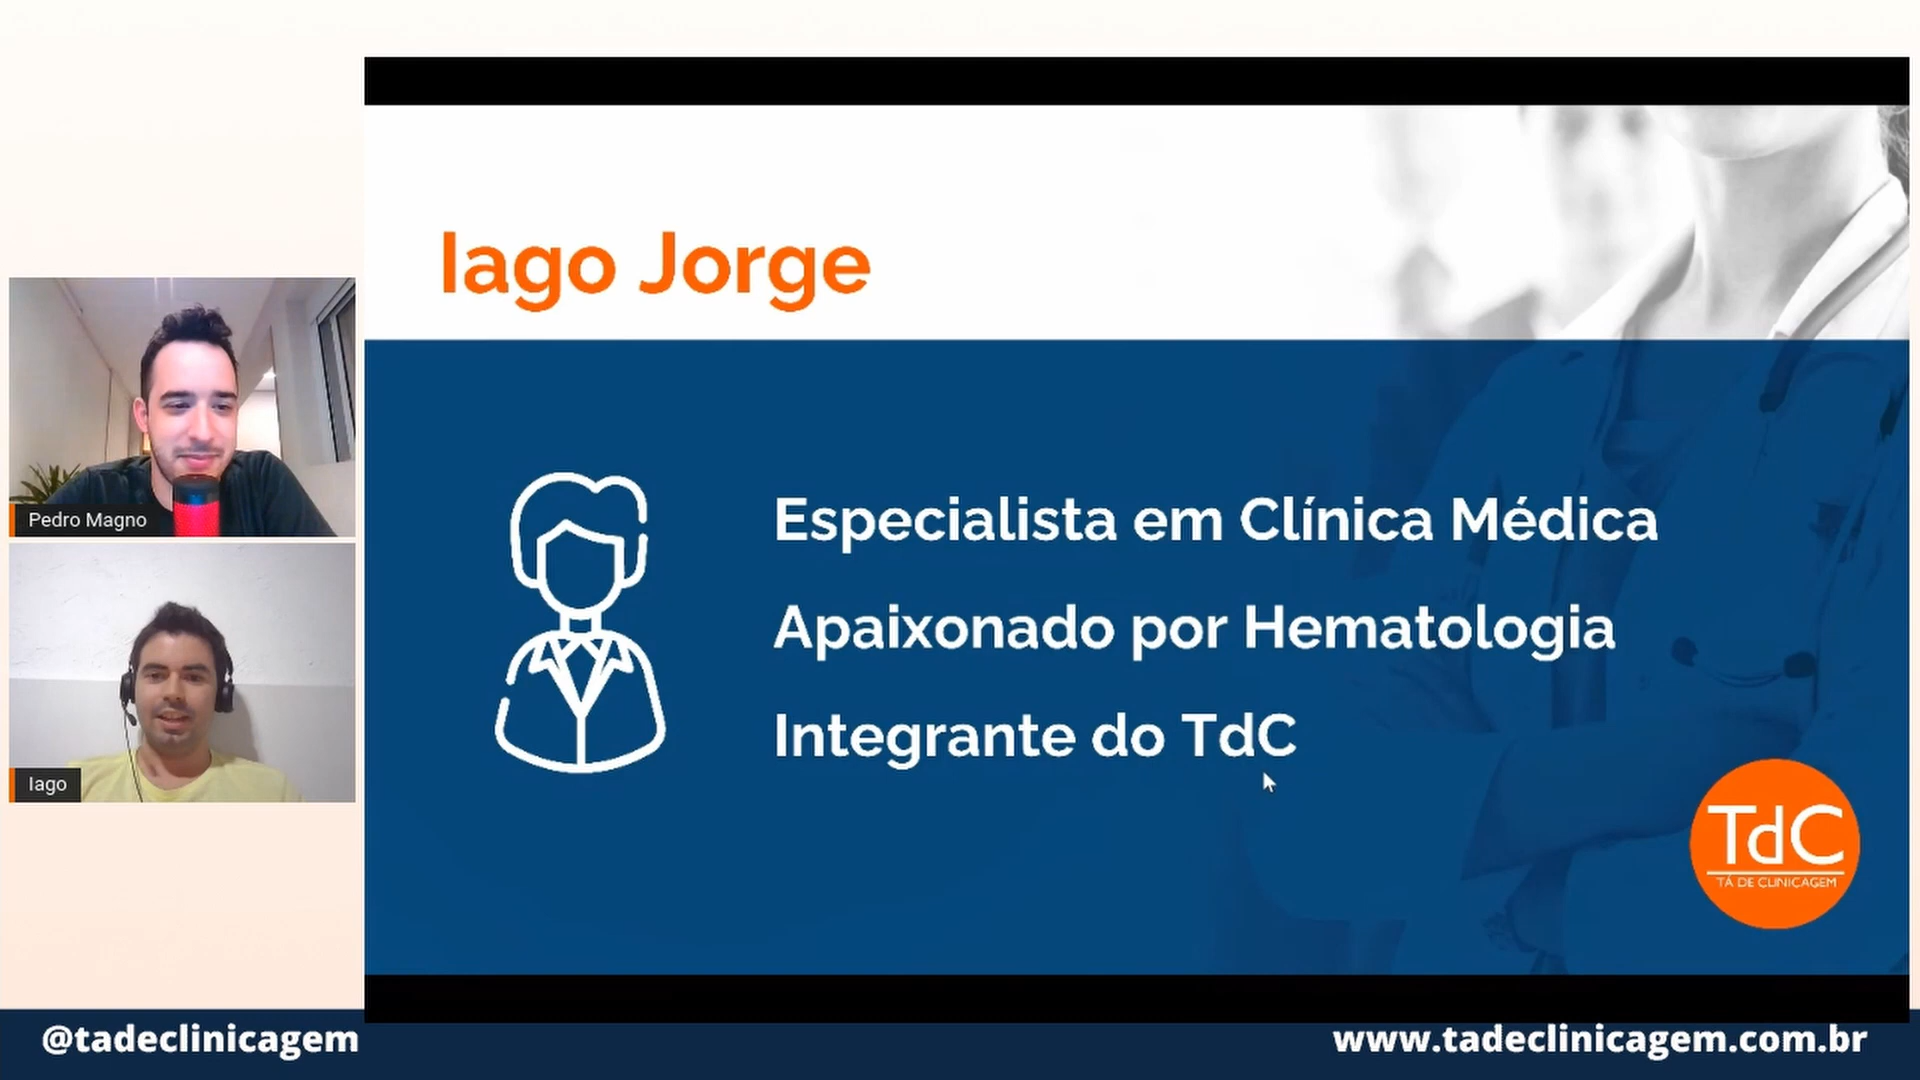 Iago Jorge
Especialista em Clínica Médica
Apaixonado por Hematologia
Integrante do TdC
TdC
TÁ DE CLINICAGEM
Pedro Magno
Iago
@tadeclinicagem
www.tadeclinicagem.com.br